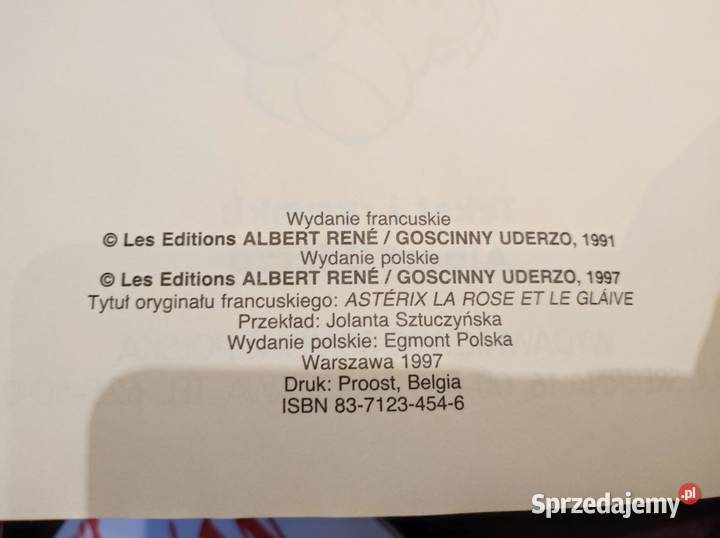 Wydanie francuskie
© Les Editions ALBERT RENÉ / GOSCINNY UDERZO, 1991
Wydanie polskie
© Les Editions ALBERT RENÉ / GOSCINNY UDERZO, 1997
Tytuł oryginału francuskiego: ASTÉRIX LA ROSE ET LE GLÁIVE
Przekład: Jolanta Sztuczyńska
Wydanie polskie: Egmont Polska
Warszawa 1997
Druk: Proost, Belgia
ISBN 83-7123-454-6
Sprzedajemy.pl